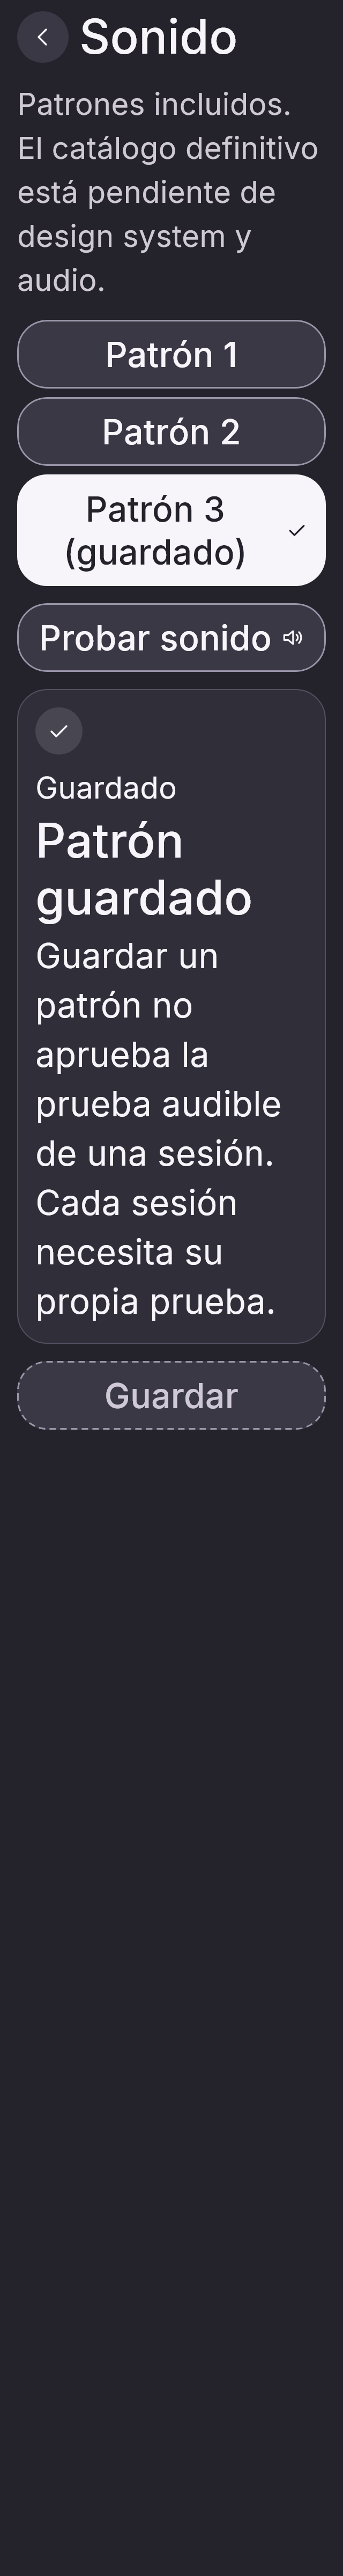 Sonido
Patrones incluidos.
El catálogo definitivo
está pendiente de
design system y
audio.
Patrón 1
Patrón 2
Patrón 3
(guardado)
Probar sonido
Guardado
Patrón
guardado
Guardar un
patrón no
aprueba la
prueba audible
de una sesión.
Cada sesión
necesita su
propia prueba.
Guardar